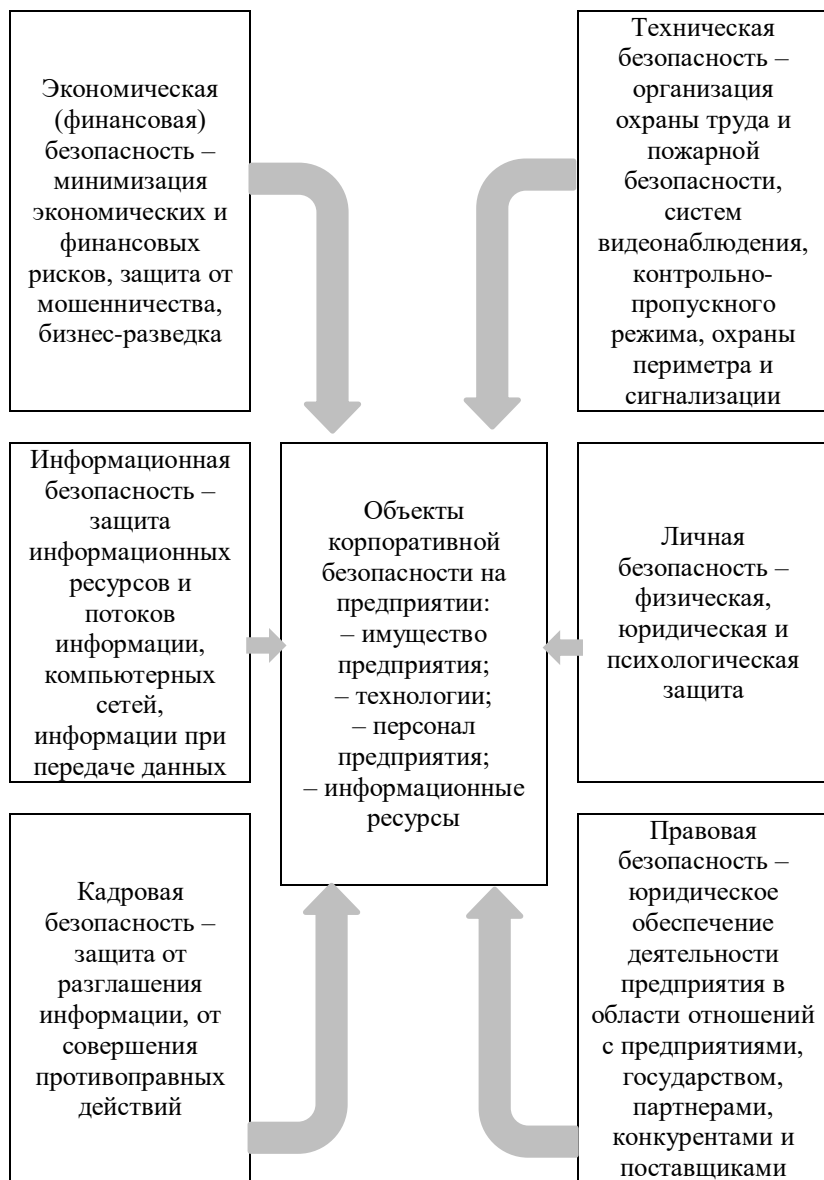 Экономическая
(финансовая)
безопасность –
минимизация
экономических и
финансовых
рисков, защита от
мошенничества,
бизнес-разведка
Техническая
безопасность –
организация
охраны труда и
пожарной
безопасности,
систем
видеонаблюдения,
контрольно-
пропускного
режима, охраны
периметра и
сигнализации
Информационная
безопасность –
защита
информационных
ресурсов и
потоков
информации,
компьютерных
сетей,
информации при
передаче данных
Объекты
корпоративной
безопасности на
предприятии:
– имущество
предприятия;
– технологии;
– персонал
предприятия;
– информационные
ресурсы
Личная
безопасность –
физическая,
юридическая и
психологическая
защита
Кадровая
безопасность –
защита от
разглашения
информации, от
совершения
противоправных
действий
Правовая
безопасность –
юридическое
обеспечение
деятельности
предприятия в
области отношений
с предприятиями,
государством,
партнерами,
конкурентами и
поставщиками